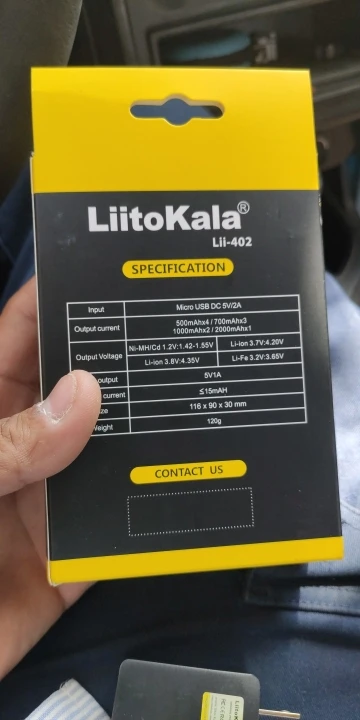 LiitoKala®
Lii-402
SPECIFICATION
Input Micro USB DC 5V/2A
Output current 500mAhx4 / 700mAhx3
1000mAhx2 / 2000mAhx1
Output Voltage Ni-MH/Cd 1.2V:1.42-1.55V Li-ion 3.7V:4.20V
Li-ion 3.8V:4.35V Li-Fe 3.2V:3.65V
output 5V1A
current ≤15mAH
ize 116 x 90 x 30 mm
Weight 120g
CONTACT US